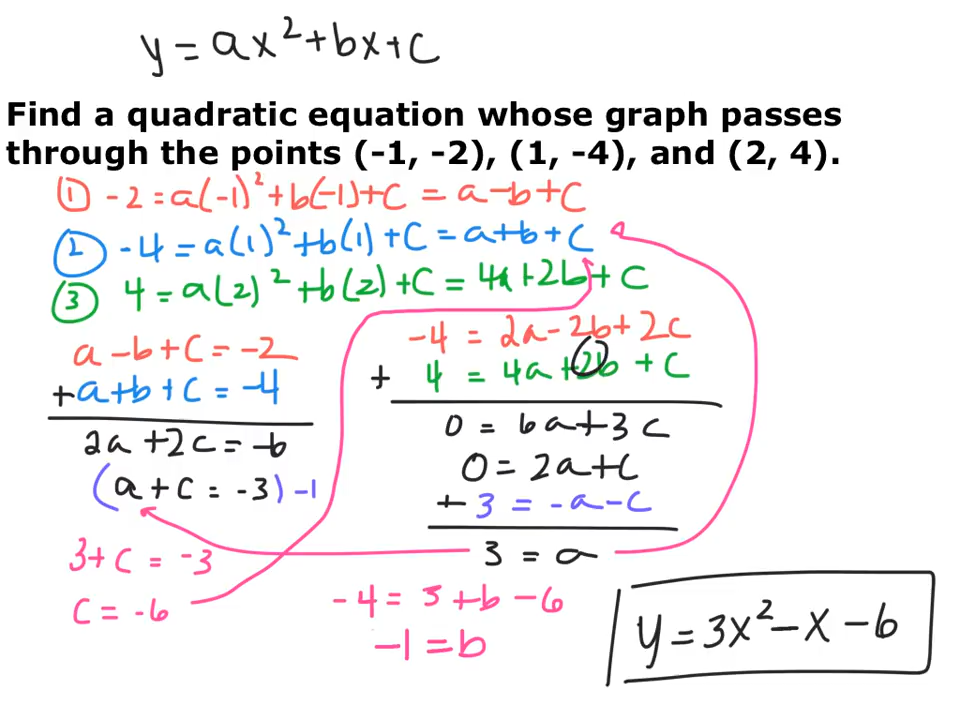 y = ax² + bx + c
Find a quadratic equation whose graph passes
through the points (-1, -2), (1, -4), and (2, 4).
① -2 = a(-1)² + b(-1) + C = a - b + C
② -4 = a(1)² + b(1) + C = a + b + C
③ 4 = a(2)² + b(2) + C = 4a + 2b + C
a - b + C = -2
+ a + b + C = -4
2a + 2c = -6
(a + c = -3) -1
3 + C = -3
C = -6
-4 = 2a - 2b + 2c
+ 4 = 4a + 2b + C
0 = 6a + 3c
0 = 2a + c
+ 3 = -a - c
3 = a
-4 = 3 + b - 6
-1 = b
y = 3x² - x - 6